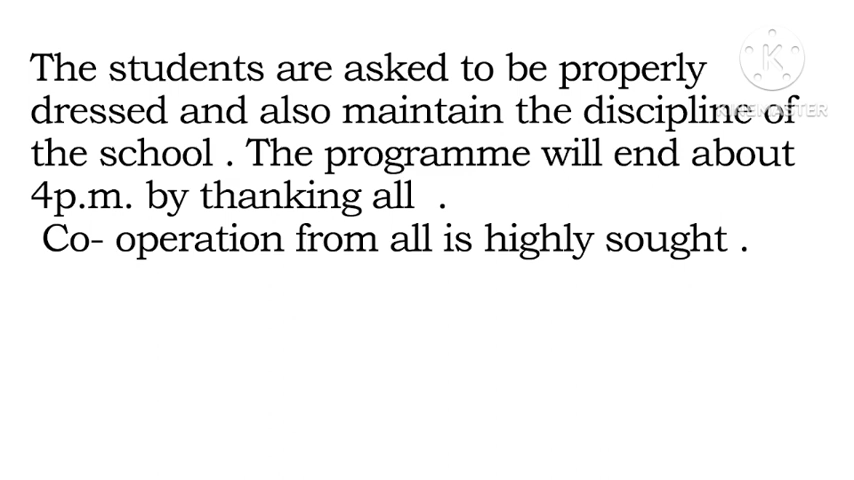 The students are asked to be properly
dressed and also maintain the discipline of
the school . The programme will end about
4p.m. by thanking all .
Co- operation from all is highly sought .
K
KINEMASTER